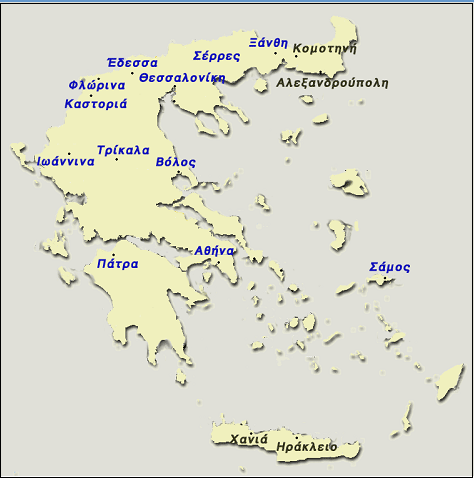 Ξάνθη
Κομοτηνή
Σέρρες
Έδεσσα
Θεσσαλονίκη
Αλεξανδρούπολη
Φλώρινα
Καστοριά
Τρίκαλα
Ιωάννινα
Βόλος
Αθήνα
Πάτρα
Σάμος
Χανιά
Ηράκλειο